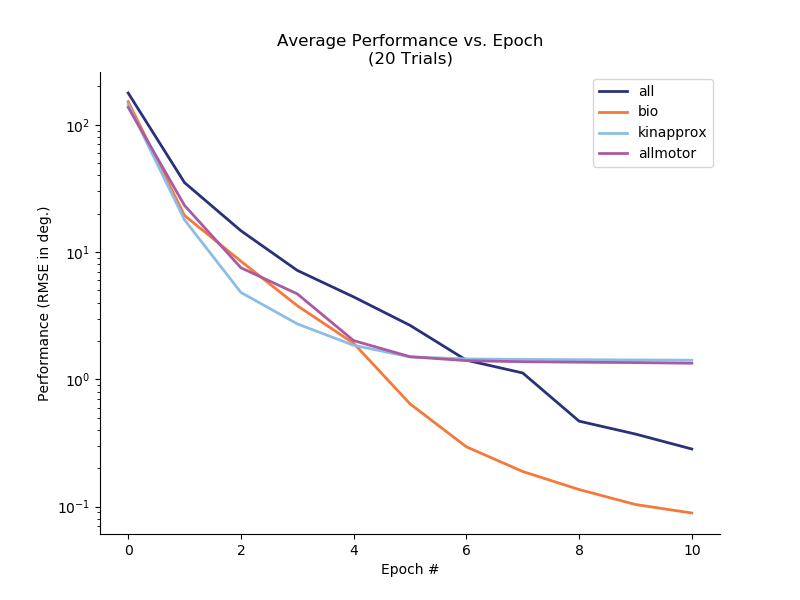 Average Performance vs. Epoch
(20 Trials)
all
bio
kinapprox
allmotor
Performance (RMSE in deg.)
10²
10¹
10⁰
10⁻¹
0 2 4 6 8 10
Epoch #